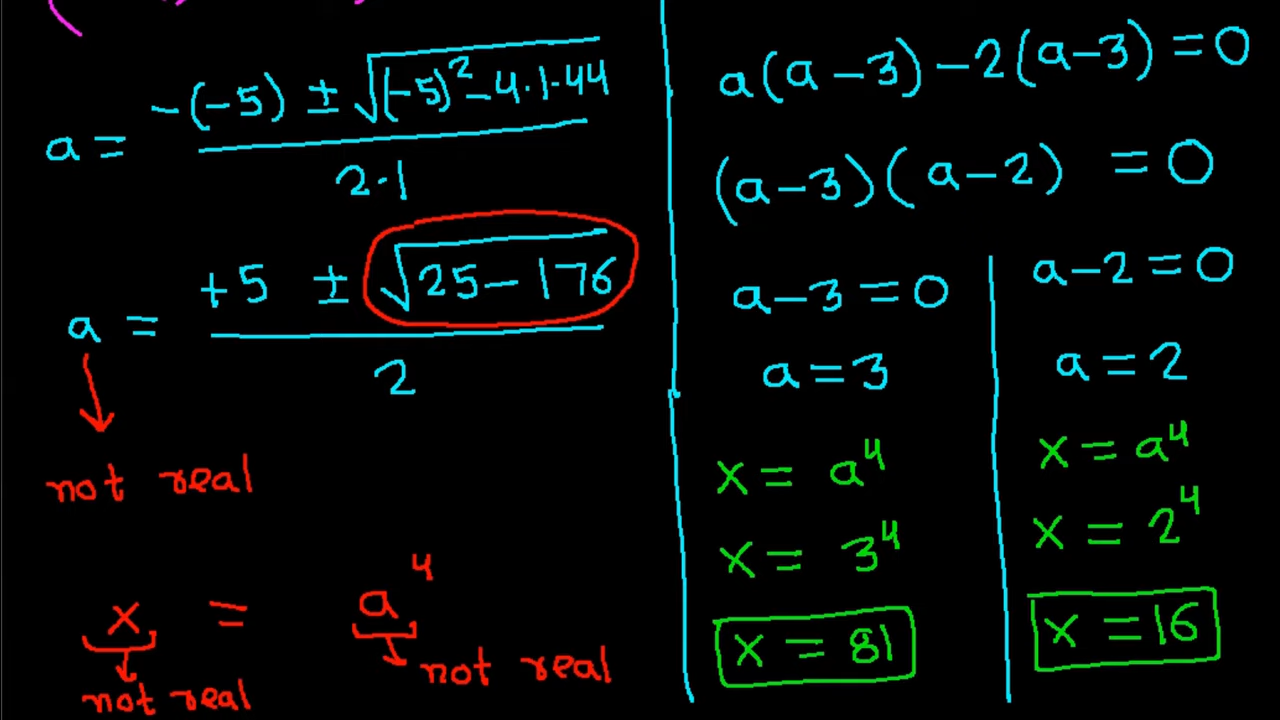 a = -(-5) ± √(-5)² - 4·1·44
2·1
a = +5 ± √25 - 176
2
not real
x = a⁴
not real
not real
a(a-3) -2(a-3) = 0
(a-3)(a-2) = 0
a-3 = 0
a = 3
x = a⁴
x = 3⁴
x = 81
a-2 = 0
a = 2
x = a⁴
x = 2⁴
x = 16